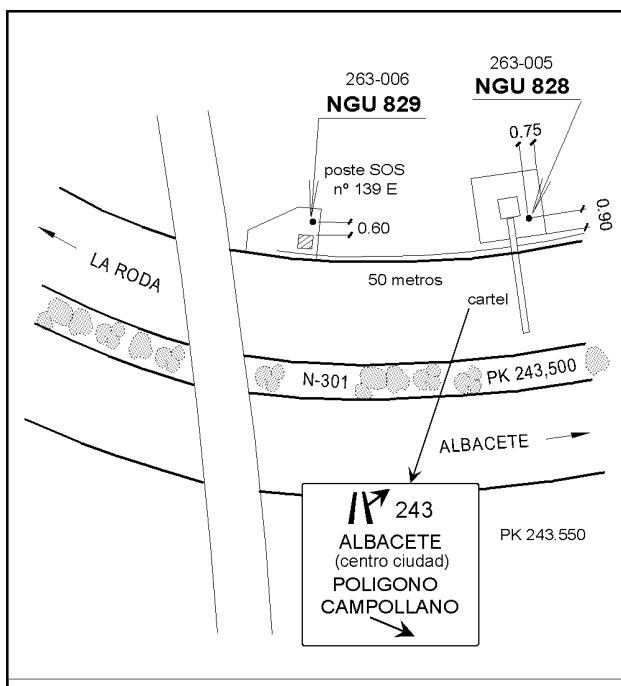 263-006
NGU 829
263-005
NGU 828
0.75
poste SOS
nº 139 E
0.60
0.90
LA RODA
50 metros
cartel
N-301
PK 243,500
ALBACETE
243
ALBACETE
(centro ciudad)
POLIGONO
CAMPOLLANO
PK 243.550